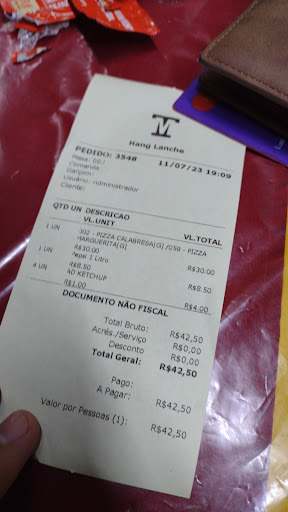 Hang Lanche
PEDIDO: 3548 11/07/23 19:09
Mesa:
Comanda:
Garçom:
Usuário: Administrador
Cliente:
QTD UN DESCRICAO
VL.UNIT VL.TOTAL
1 UN 302 - PIZZA CALABRESA(G) /059 - PIZZA
MARGUERITA(G)
R$30.00 R$30.00
1 UN Pepsi 1 Litro
R$8.50 R$8.50
4 UN AD KETCHUP
R$1.00 R$4.00
DOCUMENTO NÃO FISCAL
Total Bruto: R$42,50
Acrés./Serviço R$0,00
Desconto R$0,00
Total Geral: R$42,50
Pago:
A Pagar: R$42,50
Valor por Pessoas (1): R$42,50